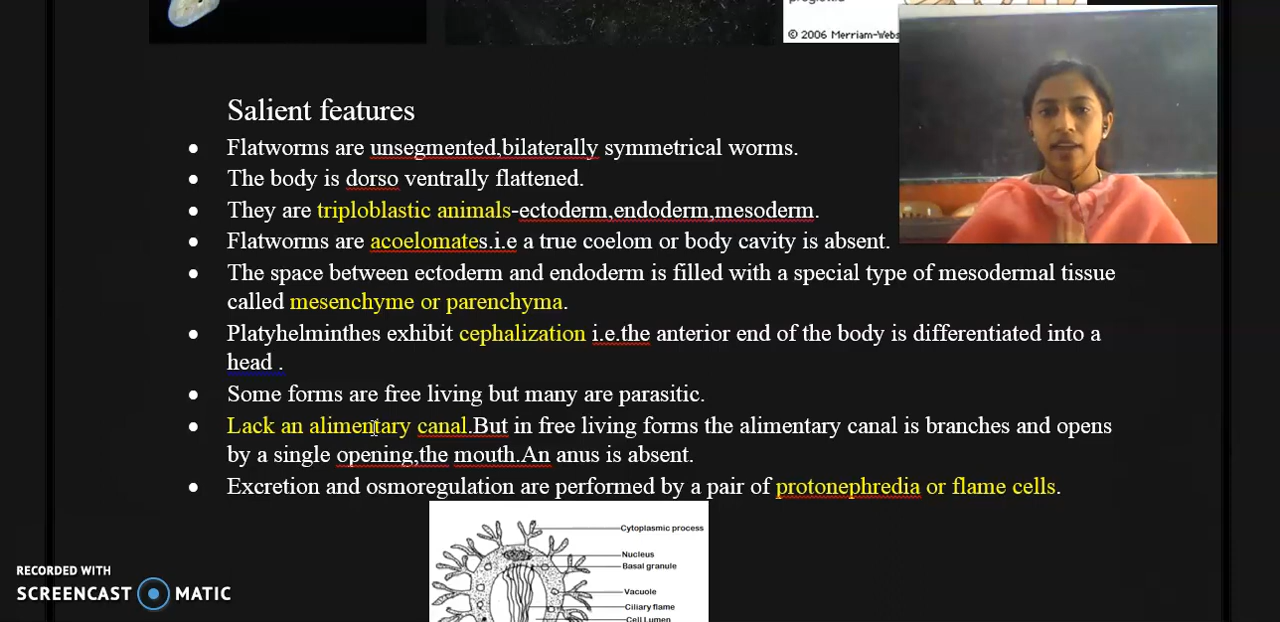 © 2006 Merriam-Webs
Salient features
• Flatworms are unsegmented,bilaterally symmetrical worms.
• The body is dorso ventrally flattened.
• They are triploblastic animals-ectoderm,endoderm,mesoderm.
• Flatworms are acoelomates.i.e a true coelom or body cavity is absent.
• The space between ectoderm and endoderm is filled with a special type of mesodermal tissue
called mesenchyme or parenchyma.
• Platyhelminthes exhibit cephalization i.e.the anterior end of the body is differentiated into a
head .
• Some forms are free living but many are parasitic.
• Lack an alimentary canal.But in free living forms the alimentary canal is branches and opens
by a single opening,the mouth.An anus is absent.
• Excretion and osmoregulation are performed by a pair of protonephredia or flame cells.
Cytoplasmic process
Nucleus
Basal granule
Vacuole
Ciliary flame
Cell Lumen
RECORDED WITH
SCREENCAST MATIC